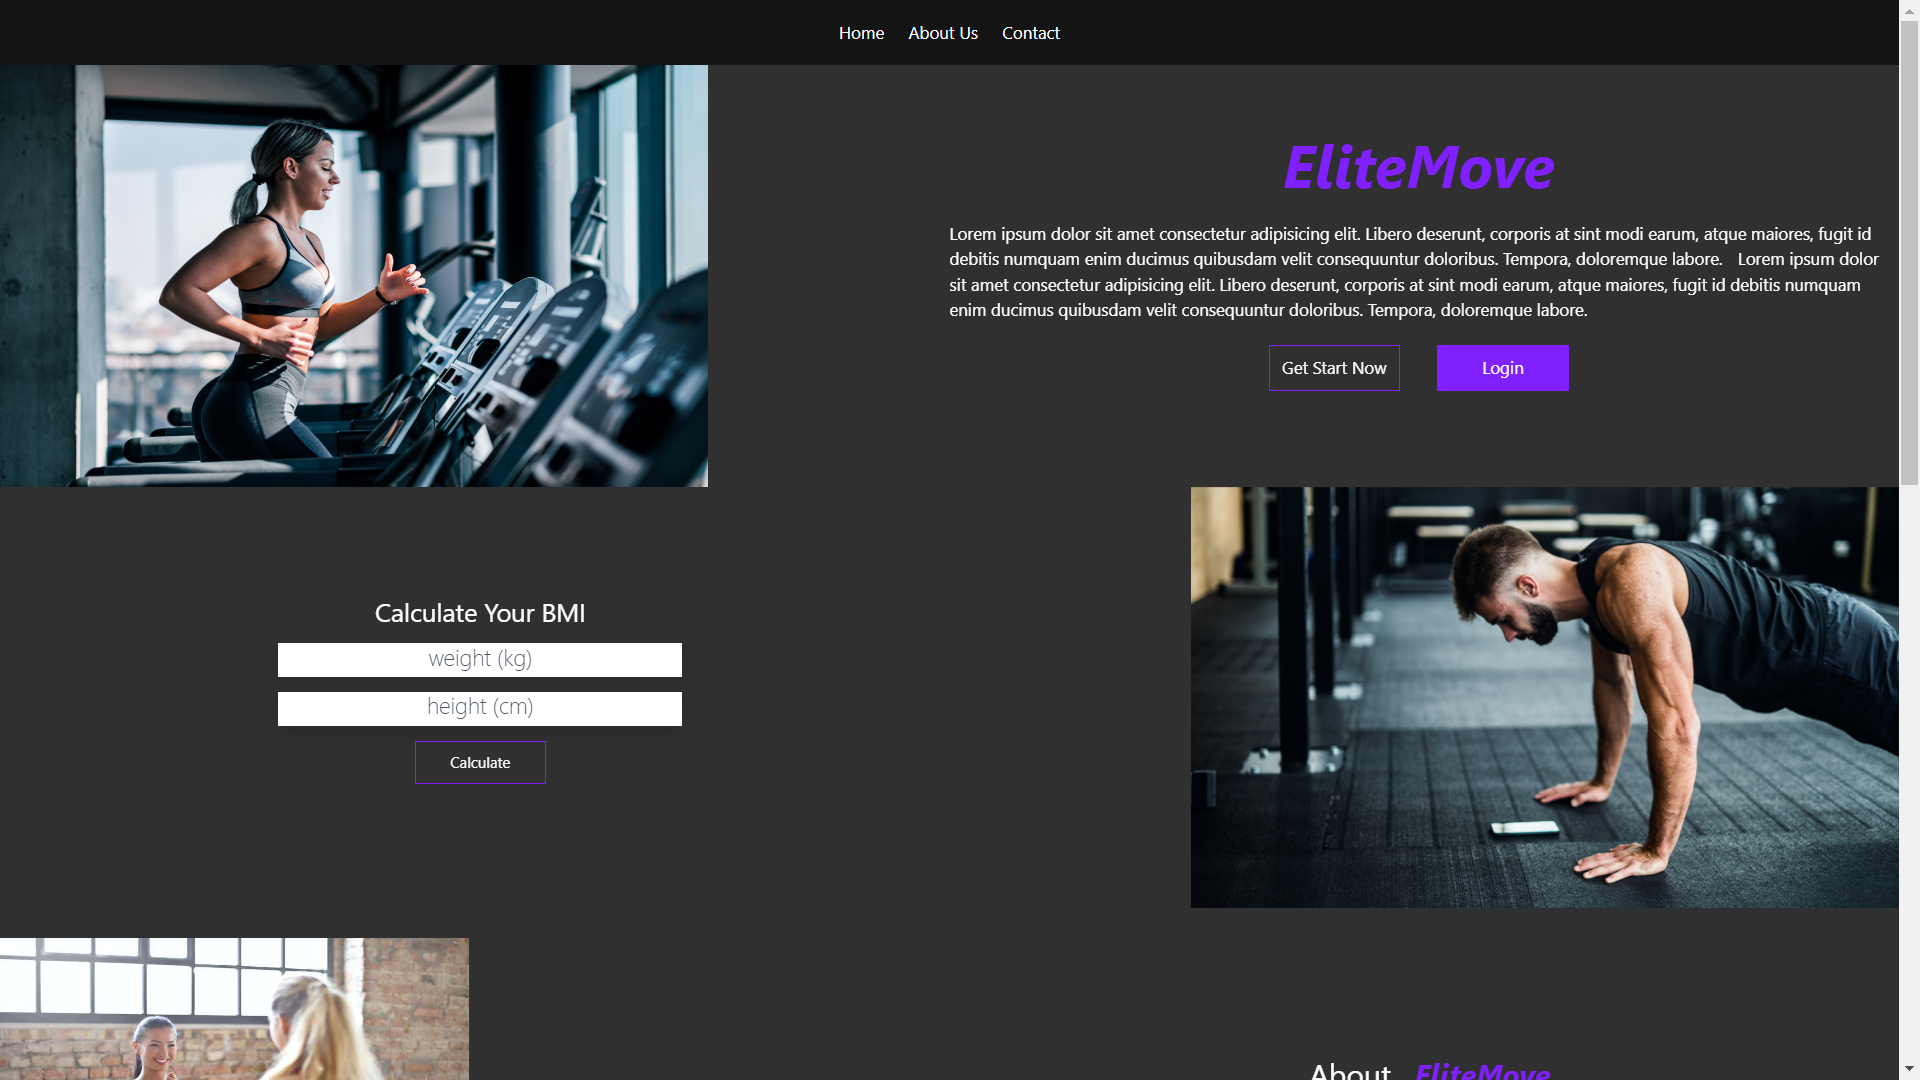 Home About Us Contact
EliteMove
Lorem ipsum dolor sit amet consectetur adipisicing elit. Libero deserunt, corporis at sint modi earum, atque maiores, fugit id
debitis numquam enim ducimus quibusdam velit consequuntur doloribus. Tempora, doloremque labore. Lorem ipsum dolor
sit amet consectetur adipisicing elit. Libero deserunt, corporis at sint modi earum, atque maiores, fugit id debitis numquam
enim ducimus quibusdam velit consequuntur doloribus. Tempora, doloremque labore.
Get Start Now Login
Calculate Your BMI
weight (kg)
height (cm)
Calculate
About EliteMove